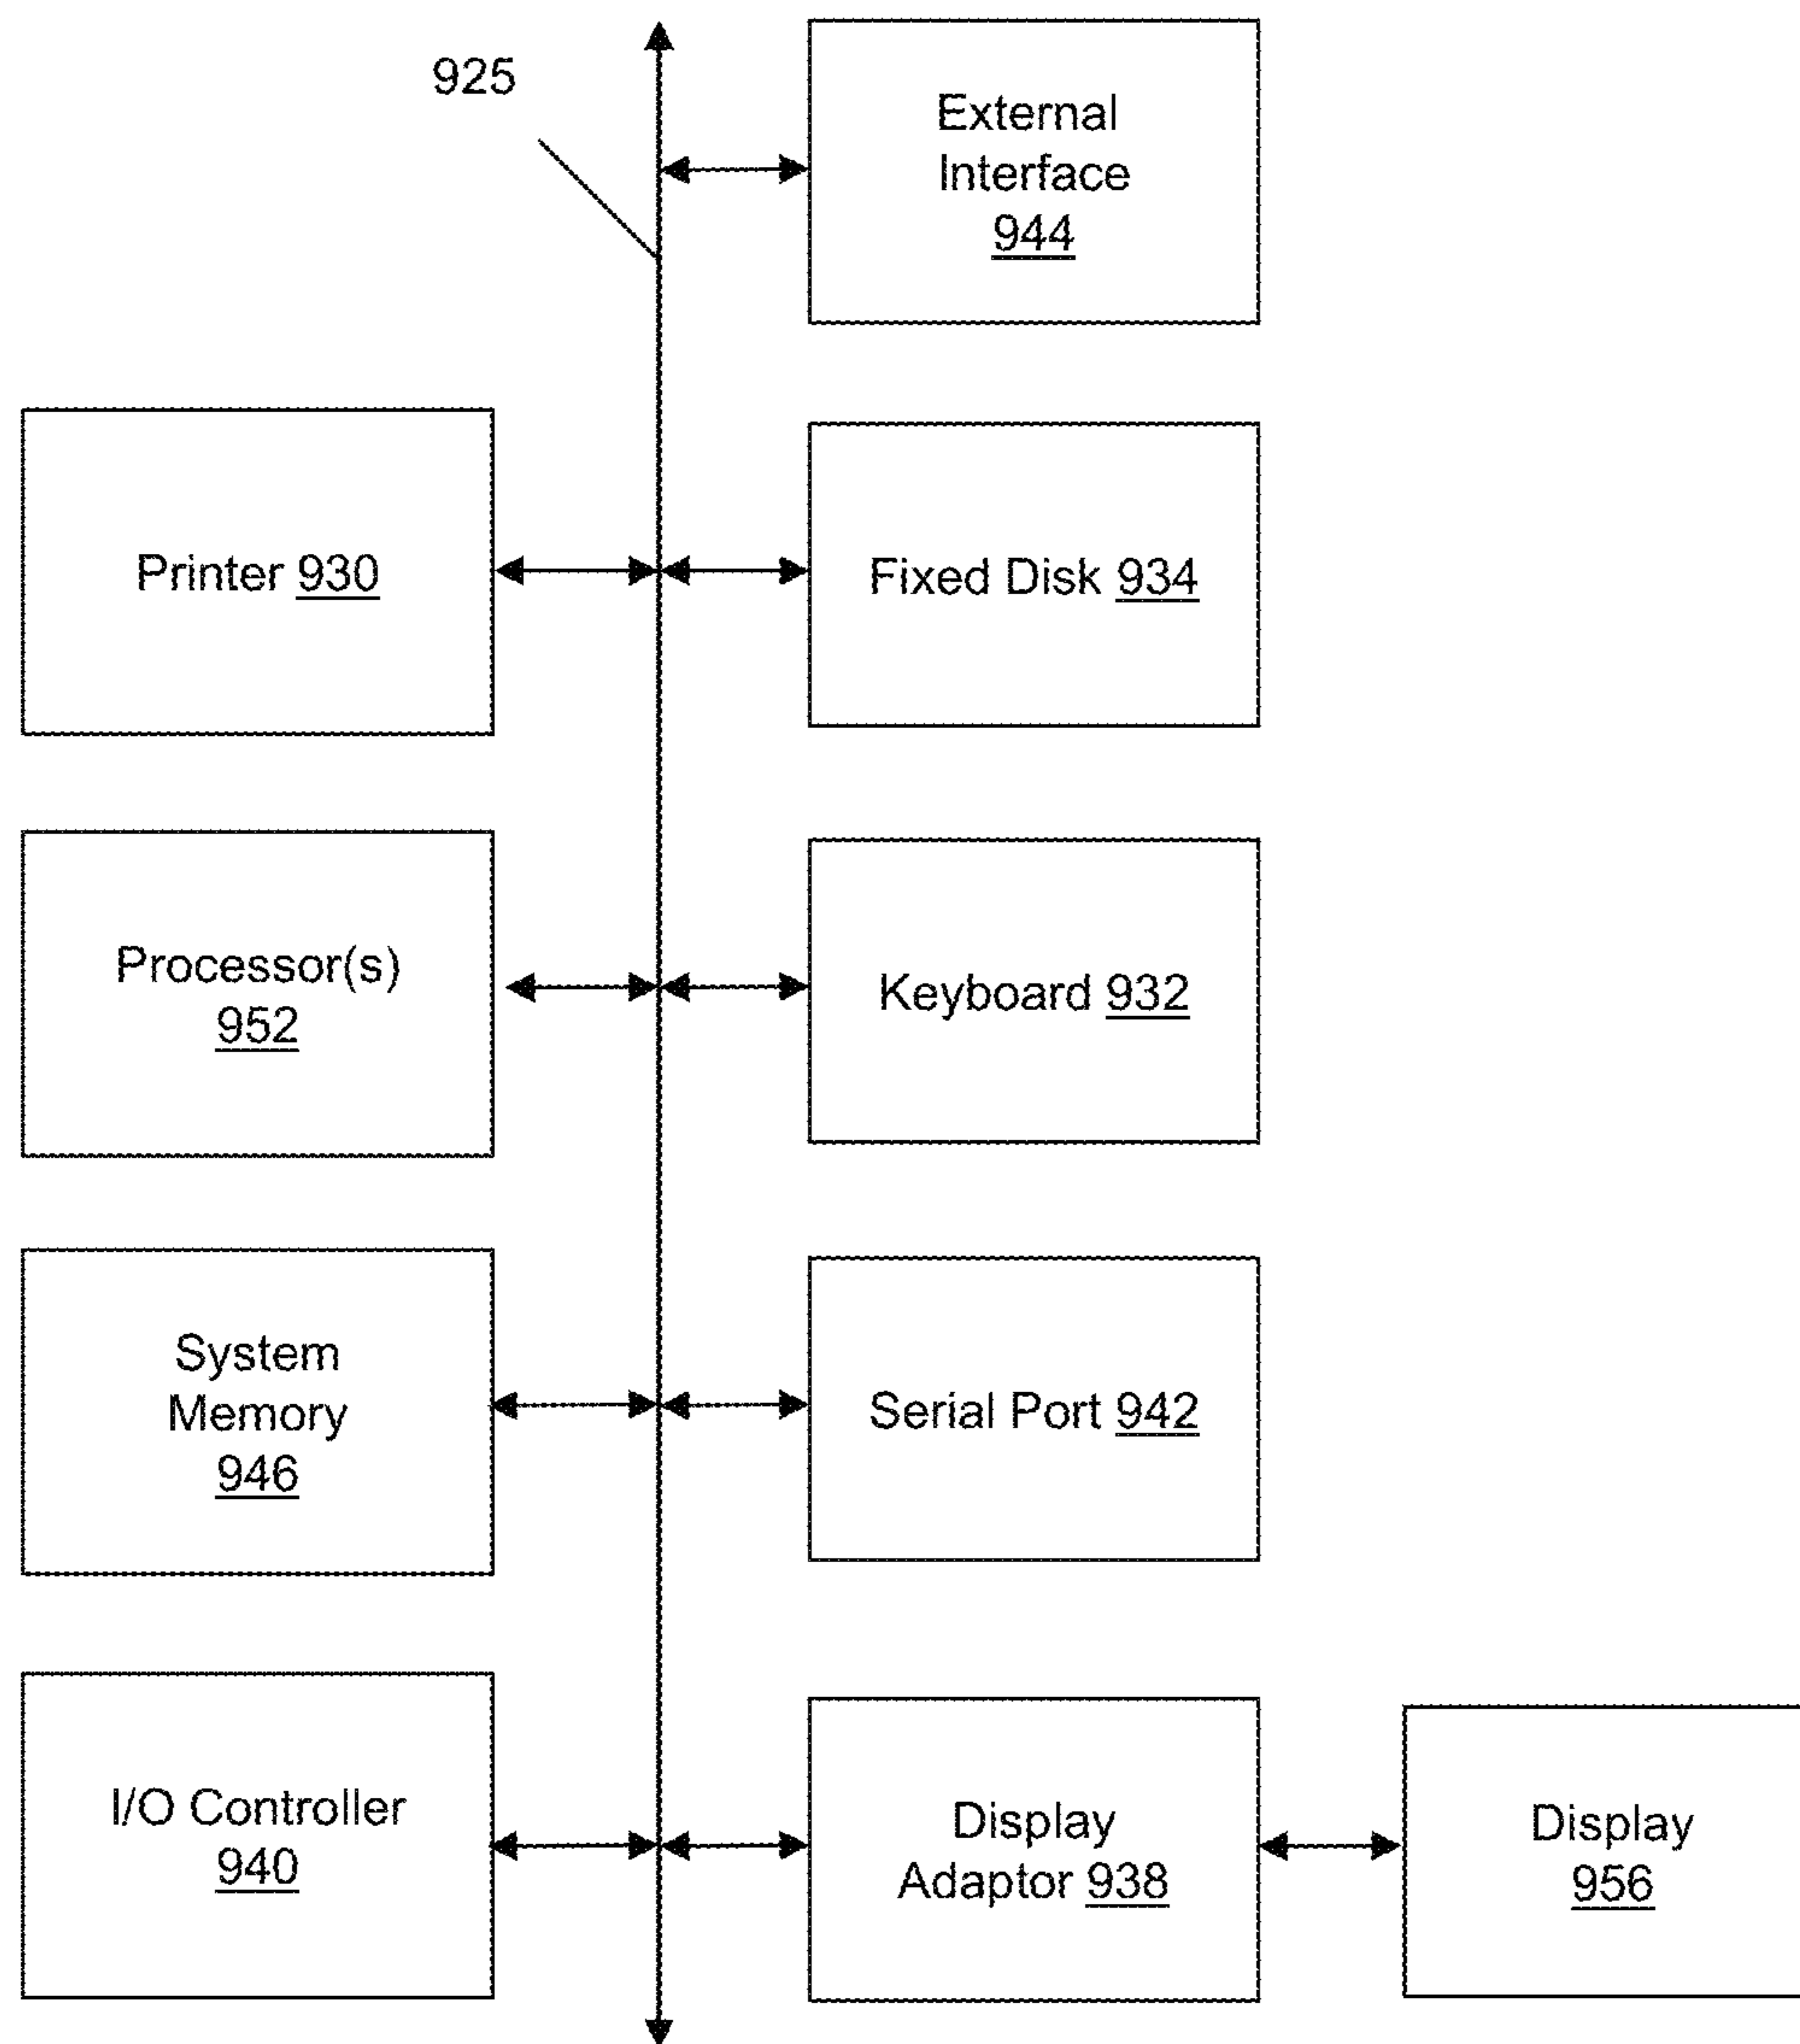 925
External
Interface
944
Printer 930
Fixed Disk 934
Processor(s)
952
Keyboard 932
System
Memory
946
Serial Port 942
I/O Controller
940
Display
Adaptor 938
Display
956